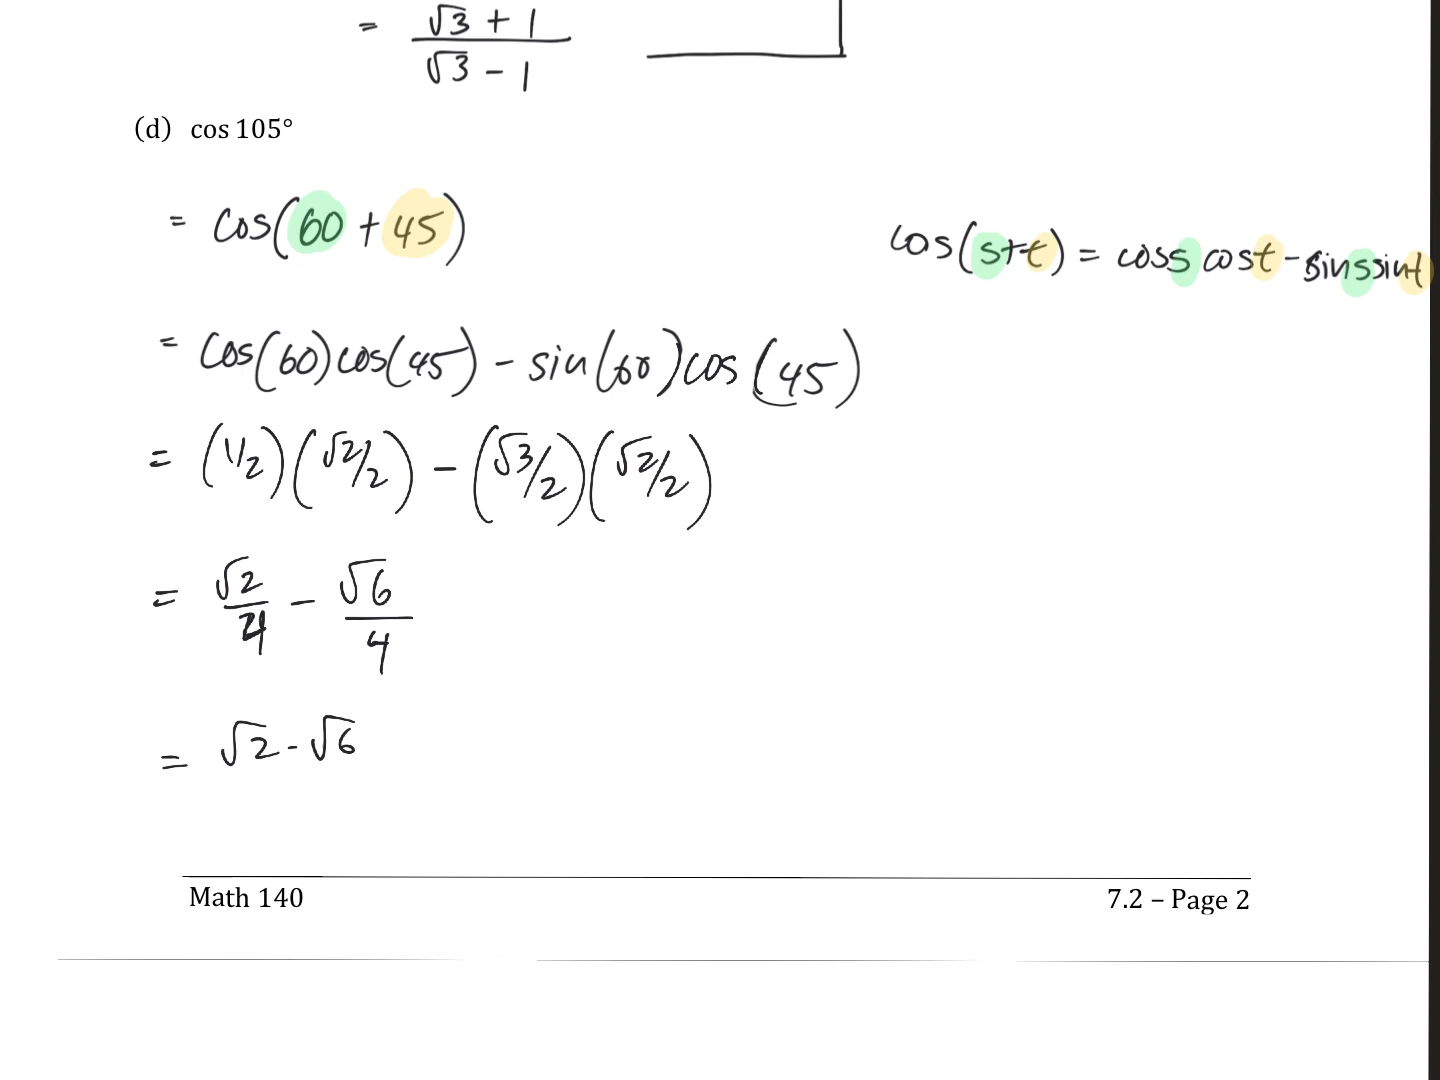 = √3 + 1
√3 - 1
(d) cos 105°
= cos(60 + 45)
cos(s+t) = coss cost - sinssint
= cos(60)cos(45) - sin(60)cos(45)
= (1/2)(√2/2) - (√3/2)(√2/2)
= √2/4 - √6/4
= √2 - √6
Math 140
7.2 – Page 2